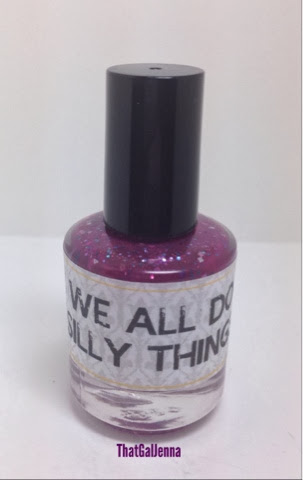 WE ALL DO
SILLY THING
ThatGalJenna